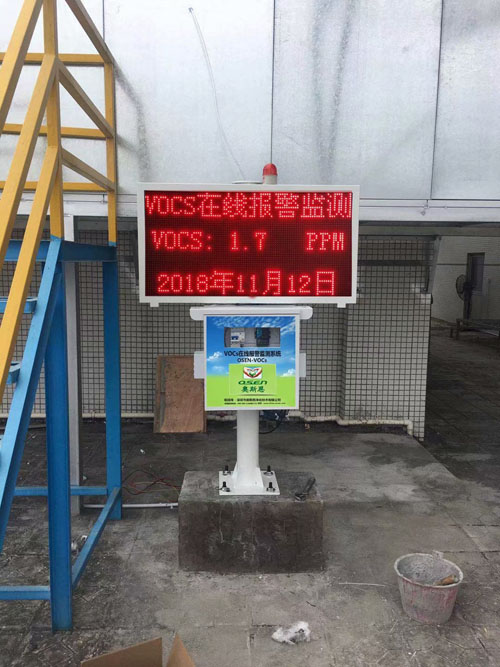 VOCS在线报警监测
VOCS: 1.7 PPM
2018年11月12日
VOCs在线报警监测系统
OSEN-VOCs
OSEN
奥斯恩